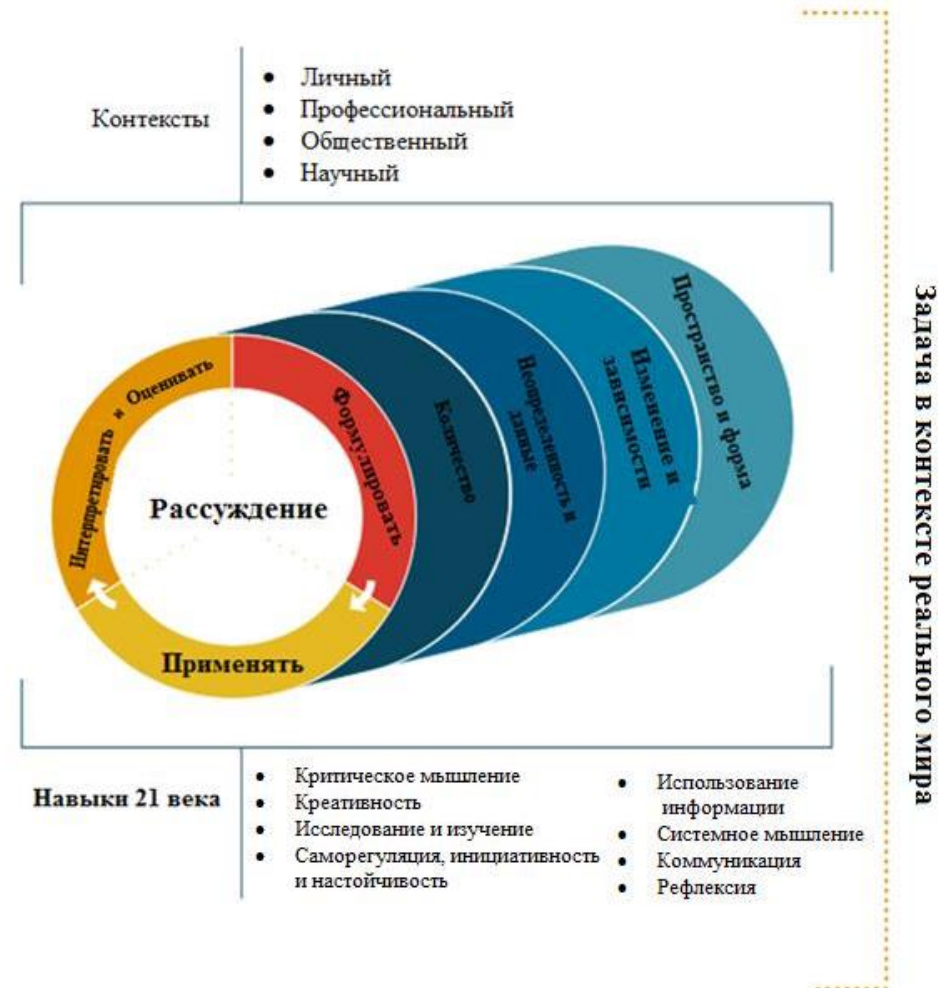 Контексты
• Личный
• Профессиональный
• Общественный
• Научный
Интерпретировать и Оценивать
Формулировать
Применять
Рассуждение
Количество
Неопределенность и
данные
Изменение и
зависимости
Пространство и форма
Задача в контексте реального мира
Навыки 21 века
• Критическое мышление
• Креативность
• Исследование и изучение
• Саморегуляция, инициативность
и настойчивость
• Использование
информации
• Системное мышление
• Коммуникация
• Рефлексия